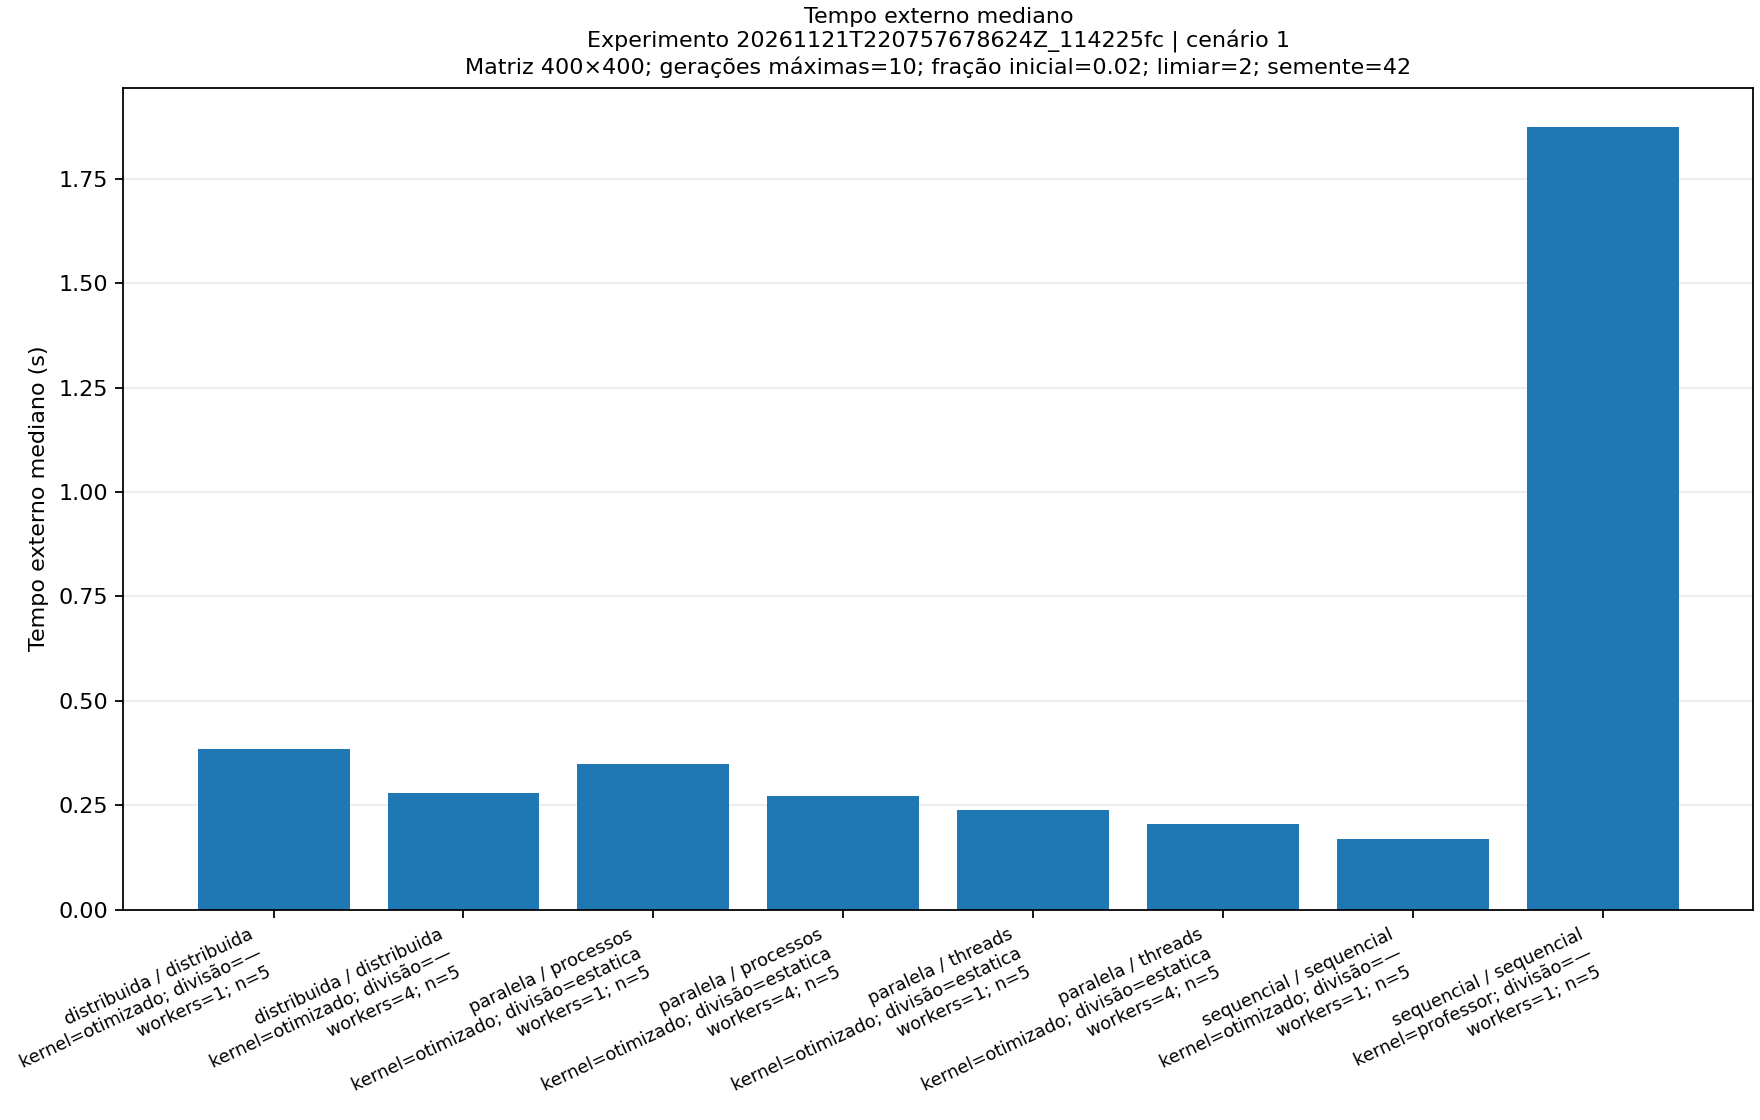 Tempo externo mediano
Experimento 20261121T220757678624Z_114225fc | cenário 1
Matriz 400×400; gerações máximas=10; fração inicial=0.02; limiar=2; semente=42
Tempo externo mediano (s)
1.75
1.50
1.25
1.00
0.75
0.50
0.25
0.00
distribuida / distribuida
kernel=otimizado; divisão=—
workers=1; n=5
distribuida / distribuida
kernel=otimizado; divisão=—
workers=4; n=5
paralela / processos
kernel=otimizado; divisão=estatica
workers=1; n=5
paralela / processos
kernel=otimizado; divisão=estatica
workers=4; n=5
paralela / threads
kernel=otimizado; divisão=estatica
workers=1; n=5
paralela / threads
kernel=otimizado; divisão=estatica
workers=4; n=5
sequencial / sequencial
kernel=otimizado; divisão=—
workers=1; n=5
sequencial / sequencial
kernel=professor; divisão=—
workers=1; n=5